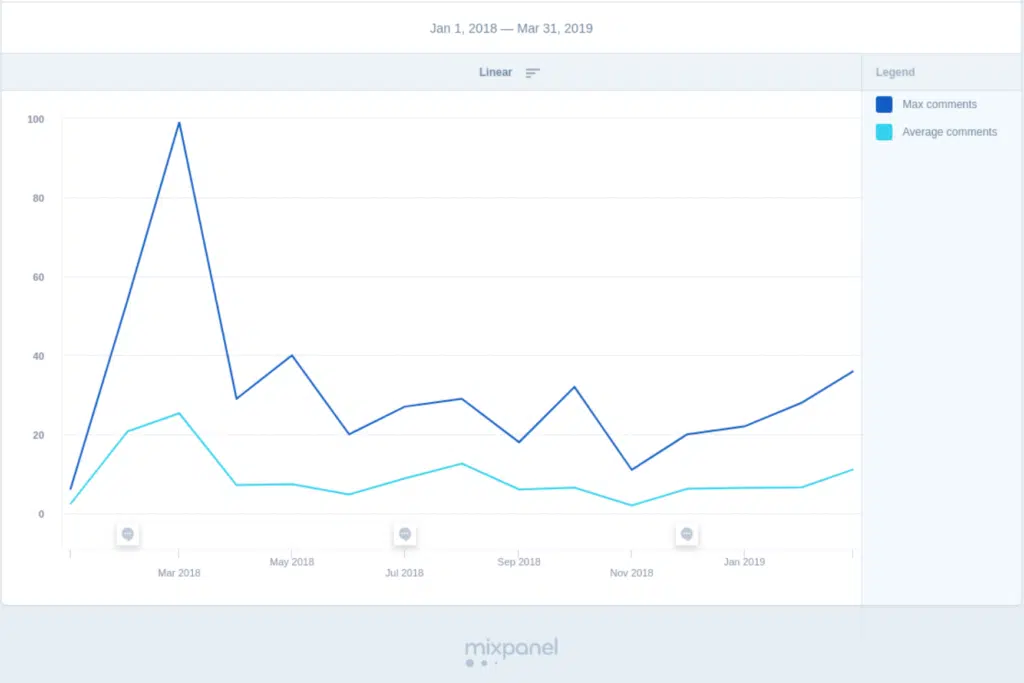 Jan 1, 2018 — Mar 31, 2019
Linear
Legend
Max comments
Average comments
100
80
60
40
20
0
Mar 2018
May 2018
Jul 2018
Sep 2018
Nov 2018
Jan 2019
mixpanel